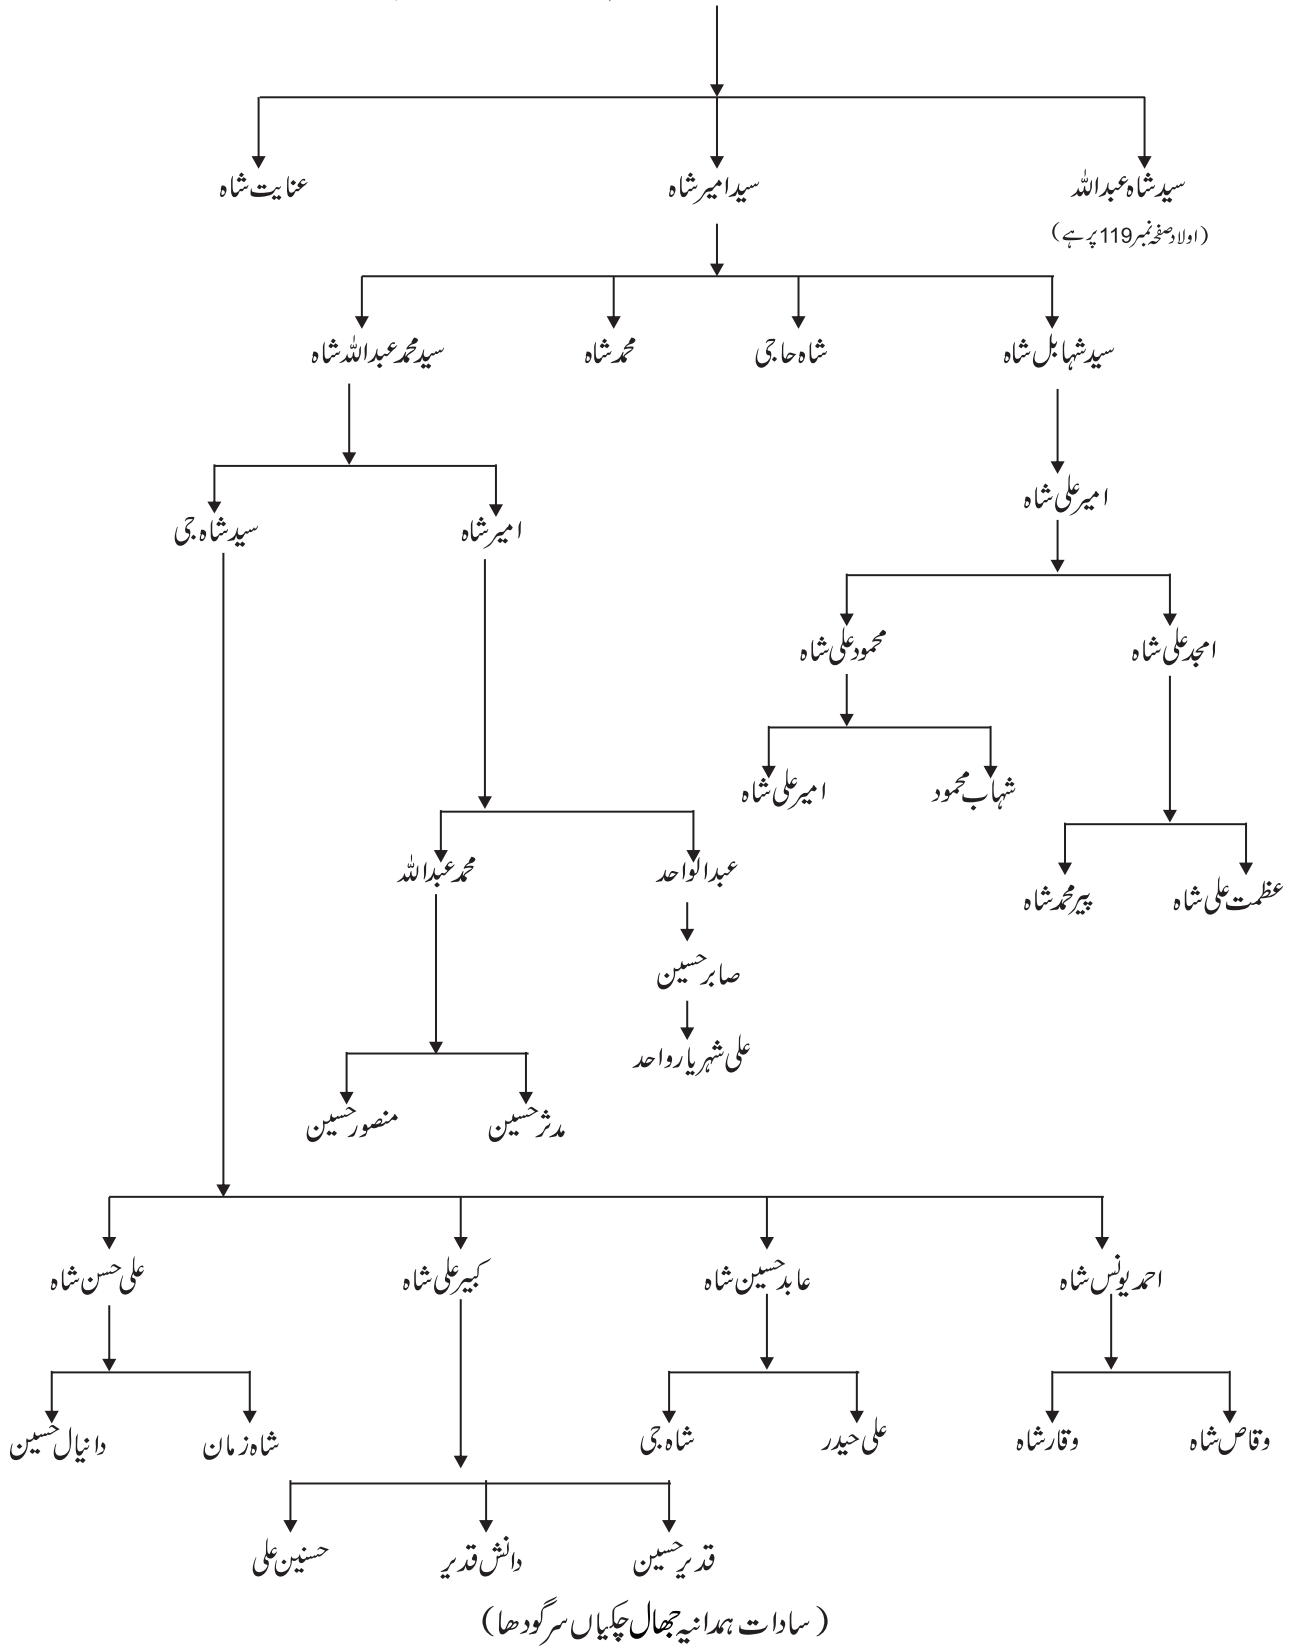 سید شاہ عبداللہ
سید امیر شاہ
عنایت شاہ
(اولاد صفحہ نمبر 119 پر ہے)
سید شہابل شاہ
شاہ حاجی
محمد شاہ
سید محمد عبداللہ شاہ
امیر علی شاہ
امیر شاہ
سید شاہ جی
امجد علی شاہ
محمود علی شاہ
شہاب محمود
امیر علی شاہ
عظمت علی شاہ
پیر محمد شاہ
عبدالواحد
محمد عبداللہ
صابر حسین
علی شہریار واحد
مدثر حسین
منصور حسین
احمد یونس شاہ
عابد حسین شاہ
کبیر علی شاہ
علی حسن شاہ
وقاص شاہ
وقار شاہ
علی حیدر
شاہ جی
شاہ زمان
دانیال حسین
قدیر حسین
دانش قدیر
حسنین علی
(سادات ہمدانیہ جھال چکیاں سرگودھا)